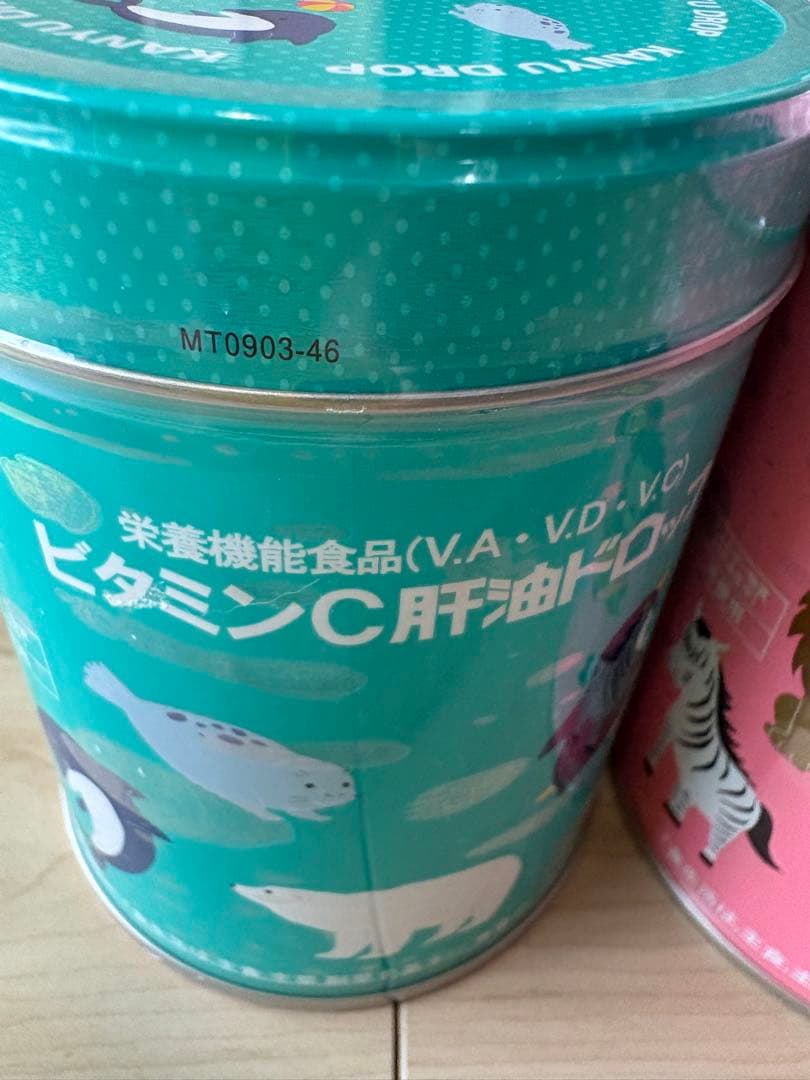 KANYU DROP
KANYU D
MT0903-46
栄養機能食品(V.A・V.D・V.C)
ビタミンC肝油ドロップ